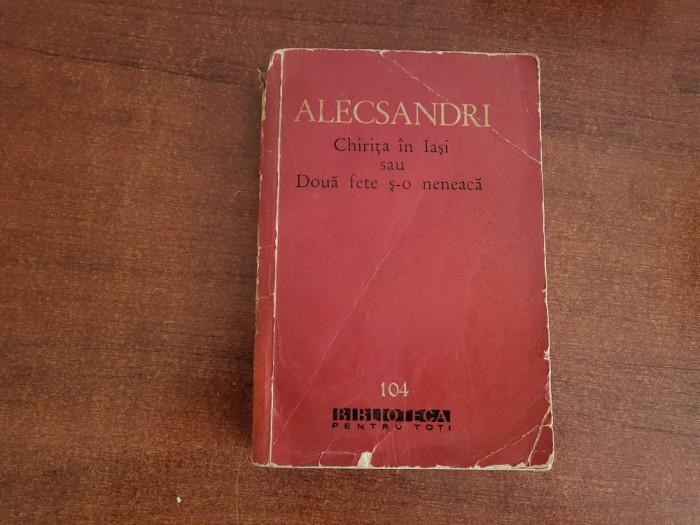 ALECSANDRI
Chirița în Iași
sau
Două fete ș-o neneacă
104
BIBLIOTECA
PENTRU TOȚI